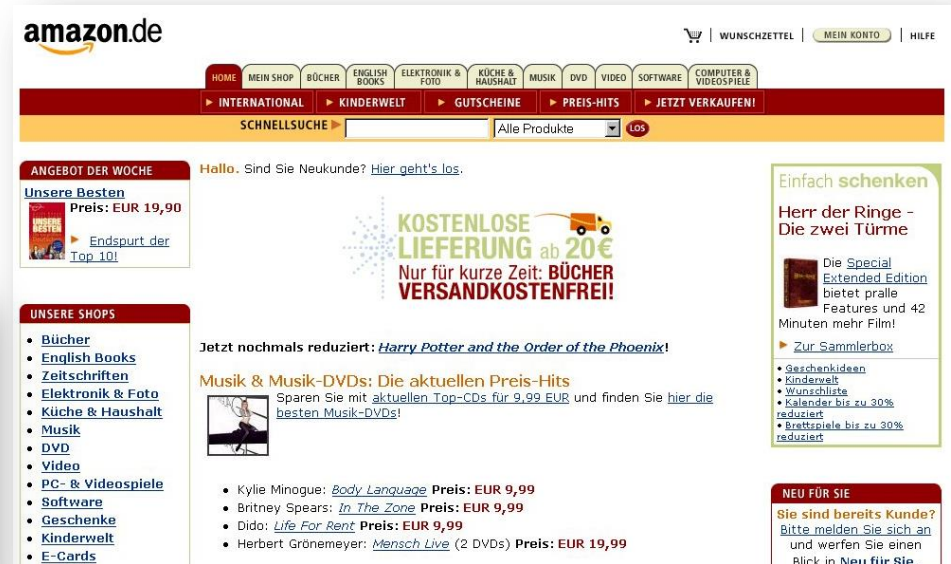 amazon.de
WUNSCHZETTEL | MEIN KONTO | HILFE
HOME
MEIN SHOP
BÜCHER
ENGLISH BOOKS
ELEKTRONIK & FOTO
KÜCHE & HAUSHALT
MUSIK
DVD
VIDEO
SOFTWARE
COMPUTER & VIDEOSPIELE
INTERNATIONAL
KINDERWELT
GUTSCHEINE
PREIS-HITS
JETZT VERKAUFEN!
SCHNELLSUCHE
Alle Produkte
LOS
ANGEBOT DER WOCHE
Unsere Besten
Preis: EUR 19,90
UNSERE BESTEN
Endspurt der
Top 10!
UNSERE SHOPS
• Bücher
• English Books
• Zeitschriften
• Elektronik & Foto
• Küche & Haushalt
• Musik
• DVD
• Video
• PC- & Videospiele
• Software
• Geschenke
• Kinderwelt
• E-Cards
Hallo. Sind Sie Neukunde? Hier geht's los.
KOSTENLOSE
LIEFERUNG ab 20€
Nur für kurze Zeit: BÜCHER
VERSANDKOSTENFREI!
Jetzt nochmals reduziert: Harry Potter and the Order of the Phoenix!
Musik & Musik-DVDs: Die aktuellen Preis-Hits
Sparen Sie mit aktuellen Top-CDs für 9,99 EUR und finden Sie hier die
besten Musik-DVDs!
• Kylie Minogue: Body Language Preis: EUR 9,99
• Britney Spears: In The Zone Preis: EUR 9,99
• Dido: Life For Rent Preis: EUR 9,99
• Herbert Grönemeyer: Mensch Live (2 DVDs) Preis: EUR 19,99
Einfach schenken
Herr der Ringe -
Die zwei Türme
Die Special
Extended Edition
bietet pralle
Features und 42
Minuten mehr Film!
Zur Sammlerbox
• Geschenkideen
• Kinderwelt
• Wunschliste
• Kalender bis zu 30%
reduziert
• Brettspiele bis zu 30%
reduziert
NEU FÜR SIE
Sie sind bereits Kunde?
Bitte melden Sie sich an
und werfen Sie einen
Blick in Neu für Sie.